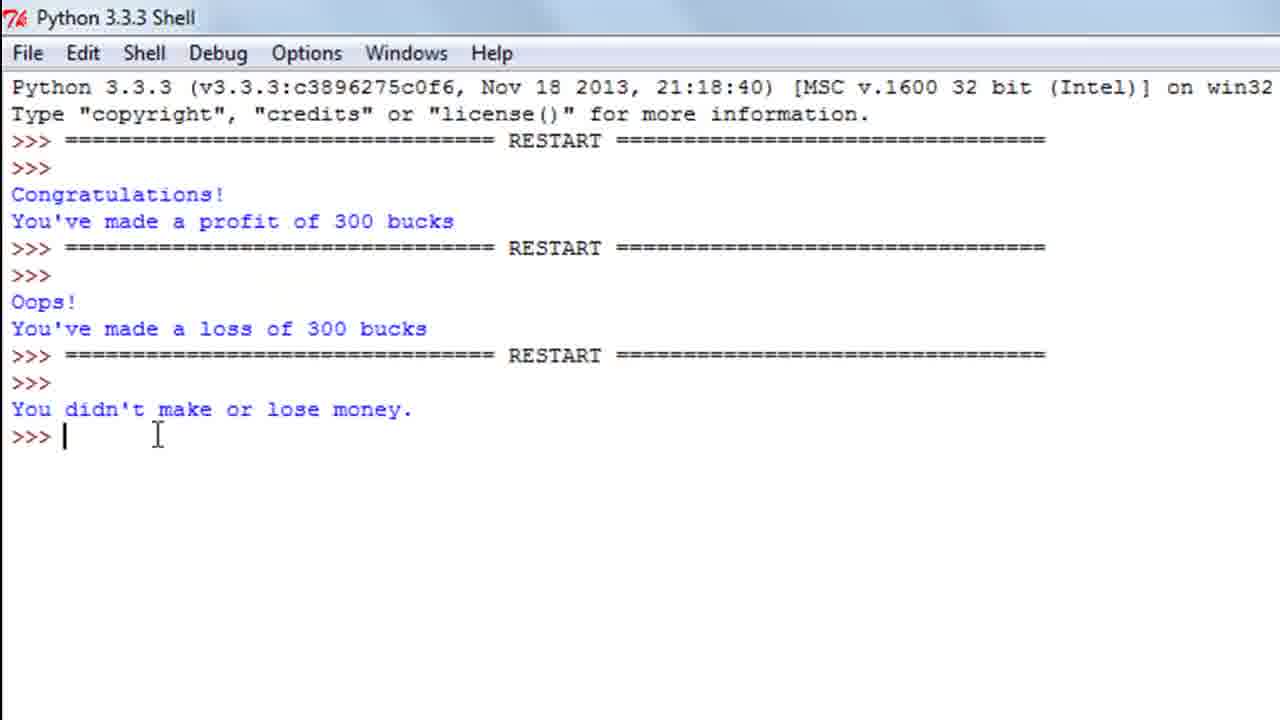 Python 3.3.3 Shell
File Edit Shell Debug Options Windows Help
Python 3.3.3 (v3.3.3:c3896275c0f6, Nov 18 2013, 21:18:40) [MSC v.1600 32 bit (Intel)] on win32
Type "copyright", "credits" or "license()" for more information.
>>> ================================ RESTART ================================
>>>
Congratulations!
You've made a profit of 300 bucks
>>> ================================ RESTART ================================
>>>
Oops!
You've made a loss of 300 bucks
>>> ================================ RESTART ================================
>>>
You didn't make or lose money.
>>>